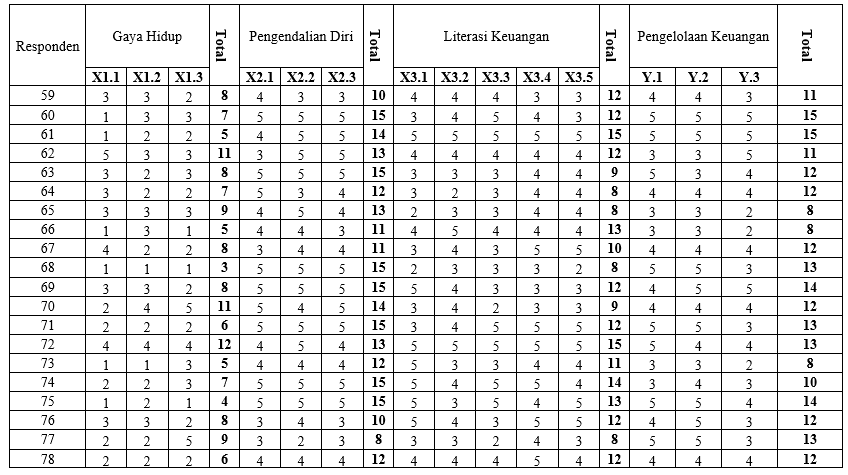 Responden Gaya Hidup Total Pengendalian Diri Total Literasi Keuangan Total Pengelolaan Keuangan Total
X1.1 X1.2 X1.3 X2.1 X2.2 X2.3 X3.1 X3.2 X3.3 X3.4 X3.5 Y.1 Y.2 Y.3
59 3 3 2 8 4 3 3 10 4 4 4 3 3 12 4 4 3 11
60 1 3 3 7 5 5 5 15 3 4 5 4 3 12 5 5 5 15
61 1 2 2 5 4 5 5 14 5 5 5 5 5 15 5 5 5 15
62 5 3 3 11 3 5 5 13 4 4 4 4 4 12 3 3 5 11
63 3 2 3 8 5 5 5 15 3 3 3 4 4 9 5 3 4 12
64 3 2 2 7 5 3 4 12 3 2 3 4 4 8 4 4 4 12
65 3 3 3 9 4 5 4 13 2 3 3 4 4 8 3 3 2 8
66 1 3 1 5 4 4 3 11 4 5 4 4 4 13 3 3 2 8
67 4 2 2 8 3 4 4 11 3 4 3 5 5 10 4 4 4 12
68 1 1 1 3 5 5 5 15 2 3 3 3 2 8 5 5 3 13
69 3 3 2 8 5 5 5 15 5 4 3 3 3 12 4 5 5 14
70 2 4 5 11 5 4 5 14 3 4 2 3 3 9 4 4 4 12
71 2 2 2 6 5 5 5 15 3 4 5 5 5 12 5 5 3 13
72 4 4 4 12 4 5 4 13 5 5 5 5 5 15 5 4 4 13
73 1 1 3 5 4 4 4 12 5 3 3 4 4 11 3 3 2 8
74 2 2 3 7 5 5 5 15 5 4 5 5 4 14 3 4 3 10
75 1 2 1 4 5 5 5 15 5 3 5 4 5 13 5 5 4 14
76 3 3 2 8 3 4 3 10 5 4 3 4 5 12 4 5 3 12
77 2 2 5 9 3 2 3 8 3 3 2 4 3 8 5 5 3 13
78 2 2 2 6 4 4 4 12 4 4 4 5 4 12 4 4 4 12